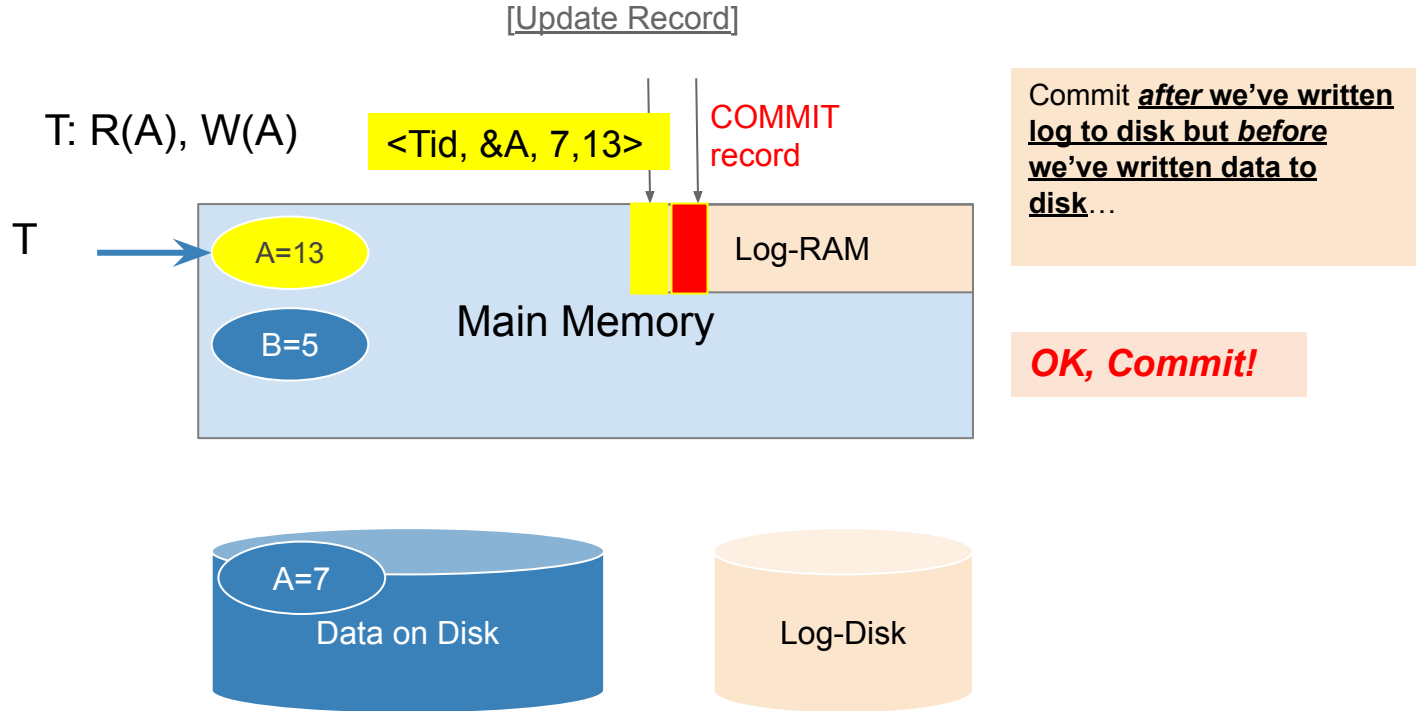 [Update Record]
T: R(A), W(A)
<Tid, &A, 7,13>
COMMIT
record
T
A=13
Log-RAM
Main Memory
B=5
A=7
Data on Disk
Log-Disk
Commit after we’ve written
log to disk but before
we’ve written data to
disk…
OK, Commit!